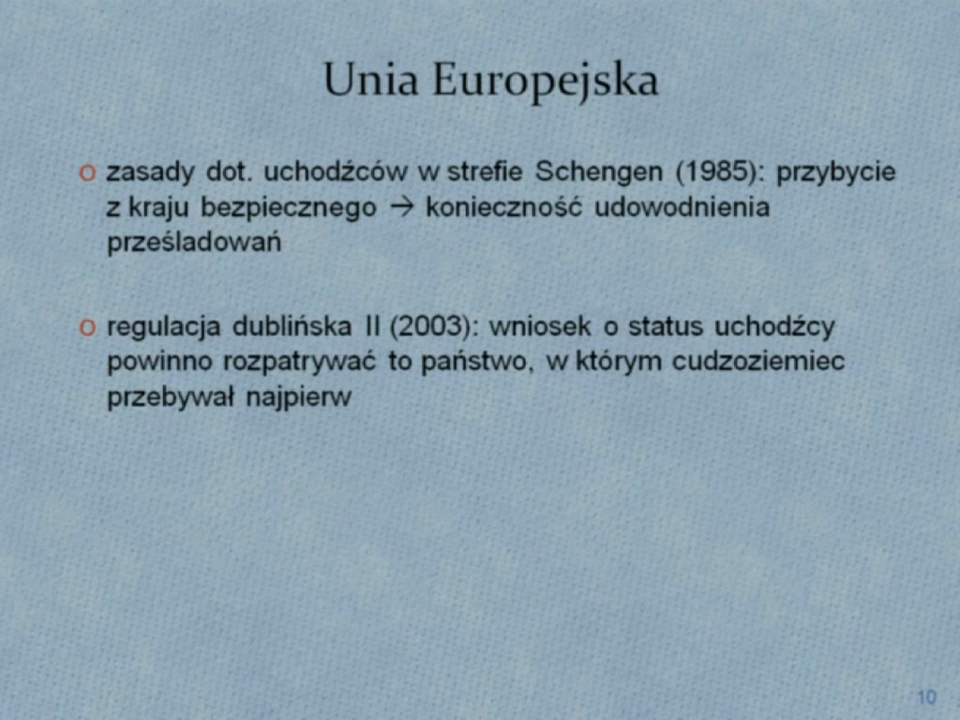 Unia Europejska
o zasady dot. uchodźców w strefie Schengen (1985): przybycie
z kraju bezpiecznego → konieczność udowodnienia
prześladowań
o regulacja dublińska II (2003): wniosek o status uchodźcy
powinno rozpatrywać to państwo, w którym cudzoziemiec
przebywał najpierw
10